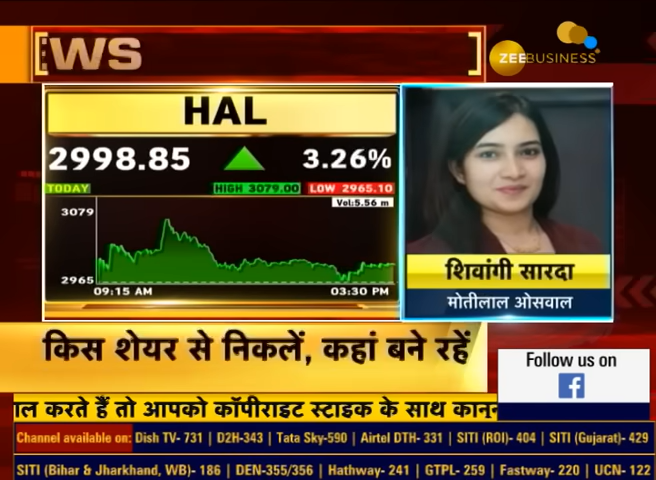 WS
ZEEBUSINESS
HAL
2998.85 3.26%
TODAY HIGH 3079.00 LOW 2965.10
Vol:5.56 m
3079
2965
09:15 AM 03:30 PM
शिवांगी सारदा
मोतीलाल ओसवाल
किस शेयर से निकलें, कहां बने रहें
Follow us on
करते हैं तो आपको कॉपीराइट स्टाइक के साथ
Channel available on: Dish TV- 731 | D2H-343 | Tata Sky-590 | Airtel DTH- 331 | SITI (ROI)- 404 | SITI (Gujarat)- 429
SITI (Bihar & Jharkhand, WB)- 186 | DEN-355/356 | Hathway- 241 | GTPL- 259 | Fastway- 220 | UCN- 122